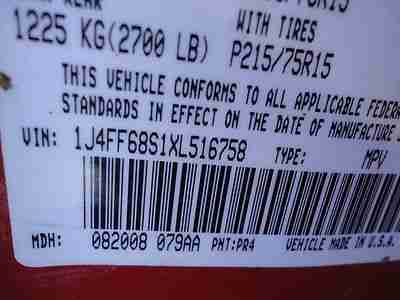 REAR
1225 KG(2700 LB)
WITH TIRES
P215/75R15
THIS VEHICLE CONFORMS TO ALL APPLICABLE FEDERA
STANDARDS IN EFFECT ON THE DATE OF MANUFACTURE
VIN: 1J4FF68S1XL516758 TYPE: MPV
MDH: 082008 079AA PNT:PR4 VEHICLE MADE IN U.S.A.